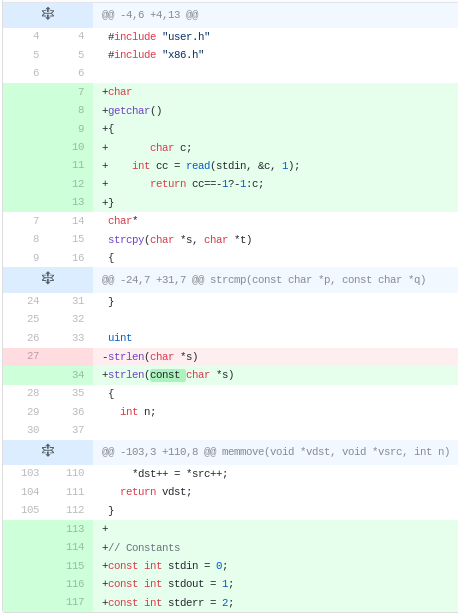 @@ -4,6 +4,13 @@
4 4 #include "user.h"
5 5 #include "x86.h"
6 6
7 +char
8 +getchar()
9 +{
10 + char c;
11 + int cc = read(stdin, &c, 1);
12 + return cc==-1?-1:c;
13 +}
7 14 char*
8 15 strcpy(char *s, char *t)
9 16 {
@@ -24,7 +31,7 @@ strcmp(const char *p, const char *q)
24 31 }
25 32
26 33 uint
27 -strlen(char *s)
34 +strlen(const char *s)
28 35 {
29 36 int n;
30 37
@@ -103,3 +110,8 @@ memmove(void *vdst, void *vsrc, int n)
103 110 *dst++ = *src++;
104 111 return vdst;
105 112 }
113 +
114 +// Constants
115 +const int stdin = 0;
116 +const int stdout = 1;
117 +const int stderr = 2;